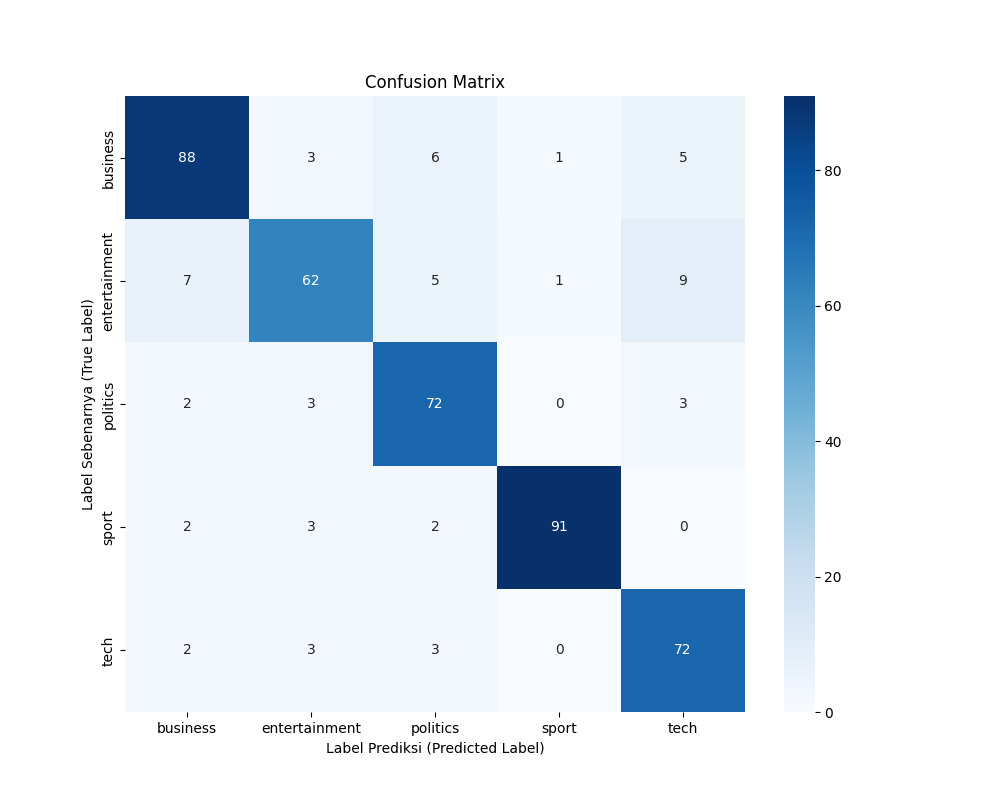 Confusion Matrix
Label Sebenarnya (True Label)
business
88 3 6 1 5
entertainment
7 62 5 1 9
politics
2 3 72 0 3
sport
2 3 2 91 0
tech
2 3 3 0 72
business entertainment politics sport tech
Label Prediksi (Predicted Label)
80
60
40
20
0